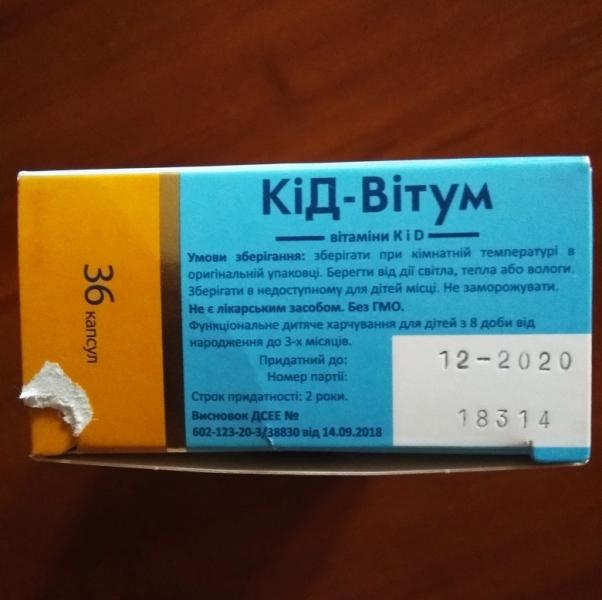 КіД-Вітум
вітаміни К і D
Умови зберігання: зберігати при кімнатній температурі в
оригінальній упаковці. Берегти від дії світла, тепла або вологи.
Зберігати в недоступному для дітей місці. Не заморожувати.
Не є лікарським засобом. Без ГМО.
Функціональне дитяче харчування для дітей з 8 доби від
народження до 3-х місяців.
Придатний до: 12-2020
Номер партії: 18314
Строк придатності: 2 роки.
Висновок ДСЕЕ №
602-123-20-3/38830 від 14.09.2018
36 капсул